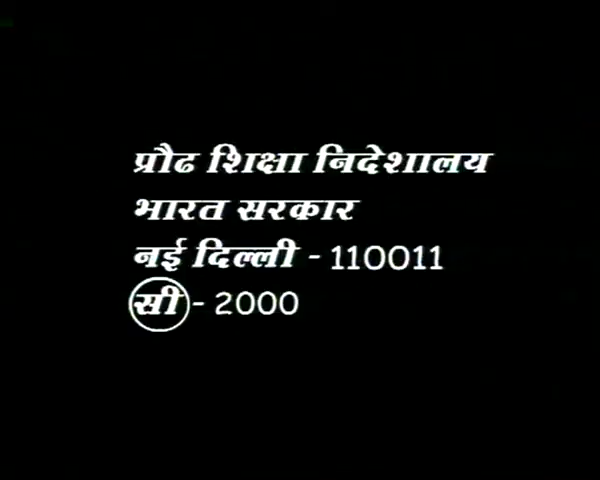 प्रौढ शिक्षा निदेशालय
भारत सरकार
नई दिल्ली - 110011
सी - 2000